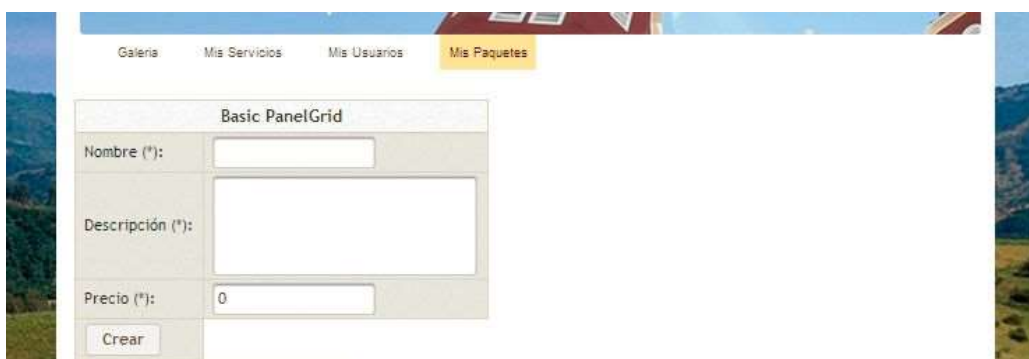 Galeria Mis Servicios Mis Usuarios Mis Paquetes
Basic PanelGrid
Nombre (*):
Descripción (*):
Precio (*): 0
Crear